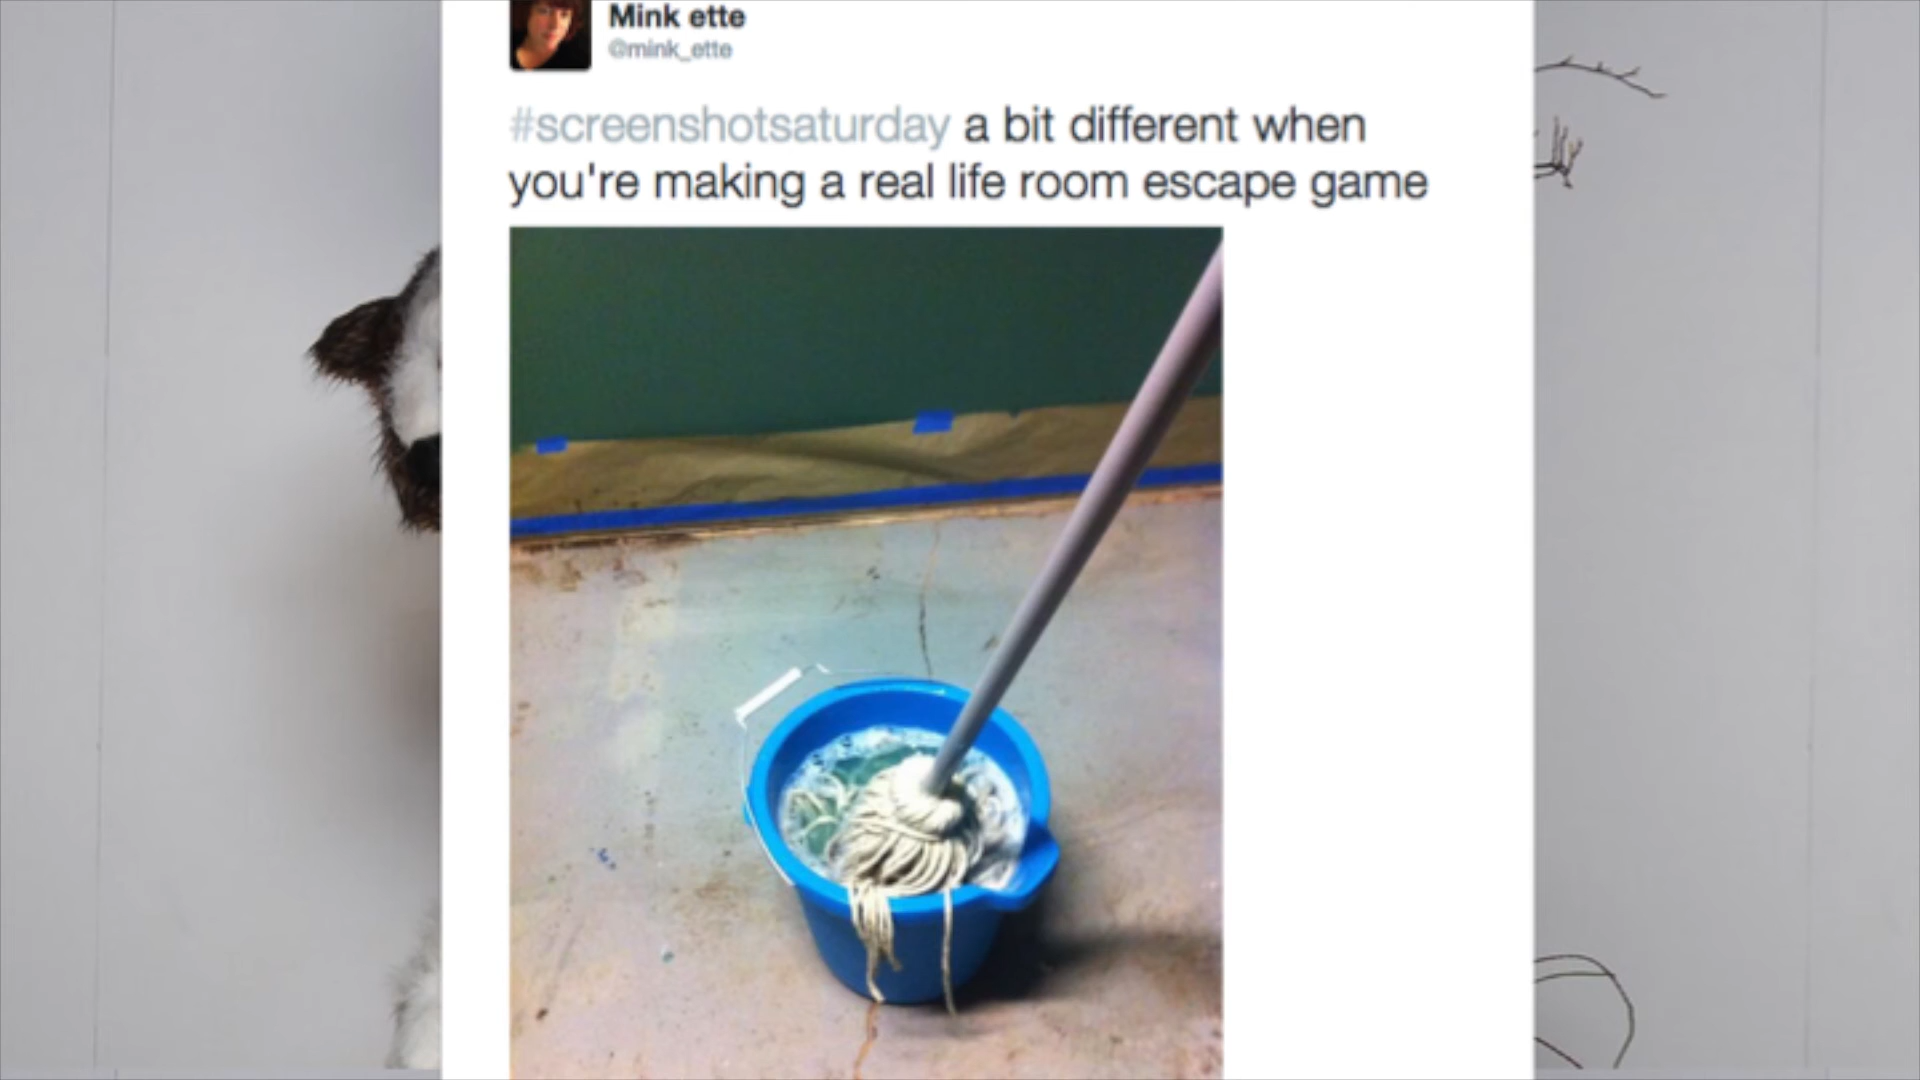 Mink ette
@mink_ette
#screenshotsaturday a bit different when
you're making a real life room escape game